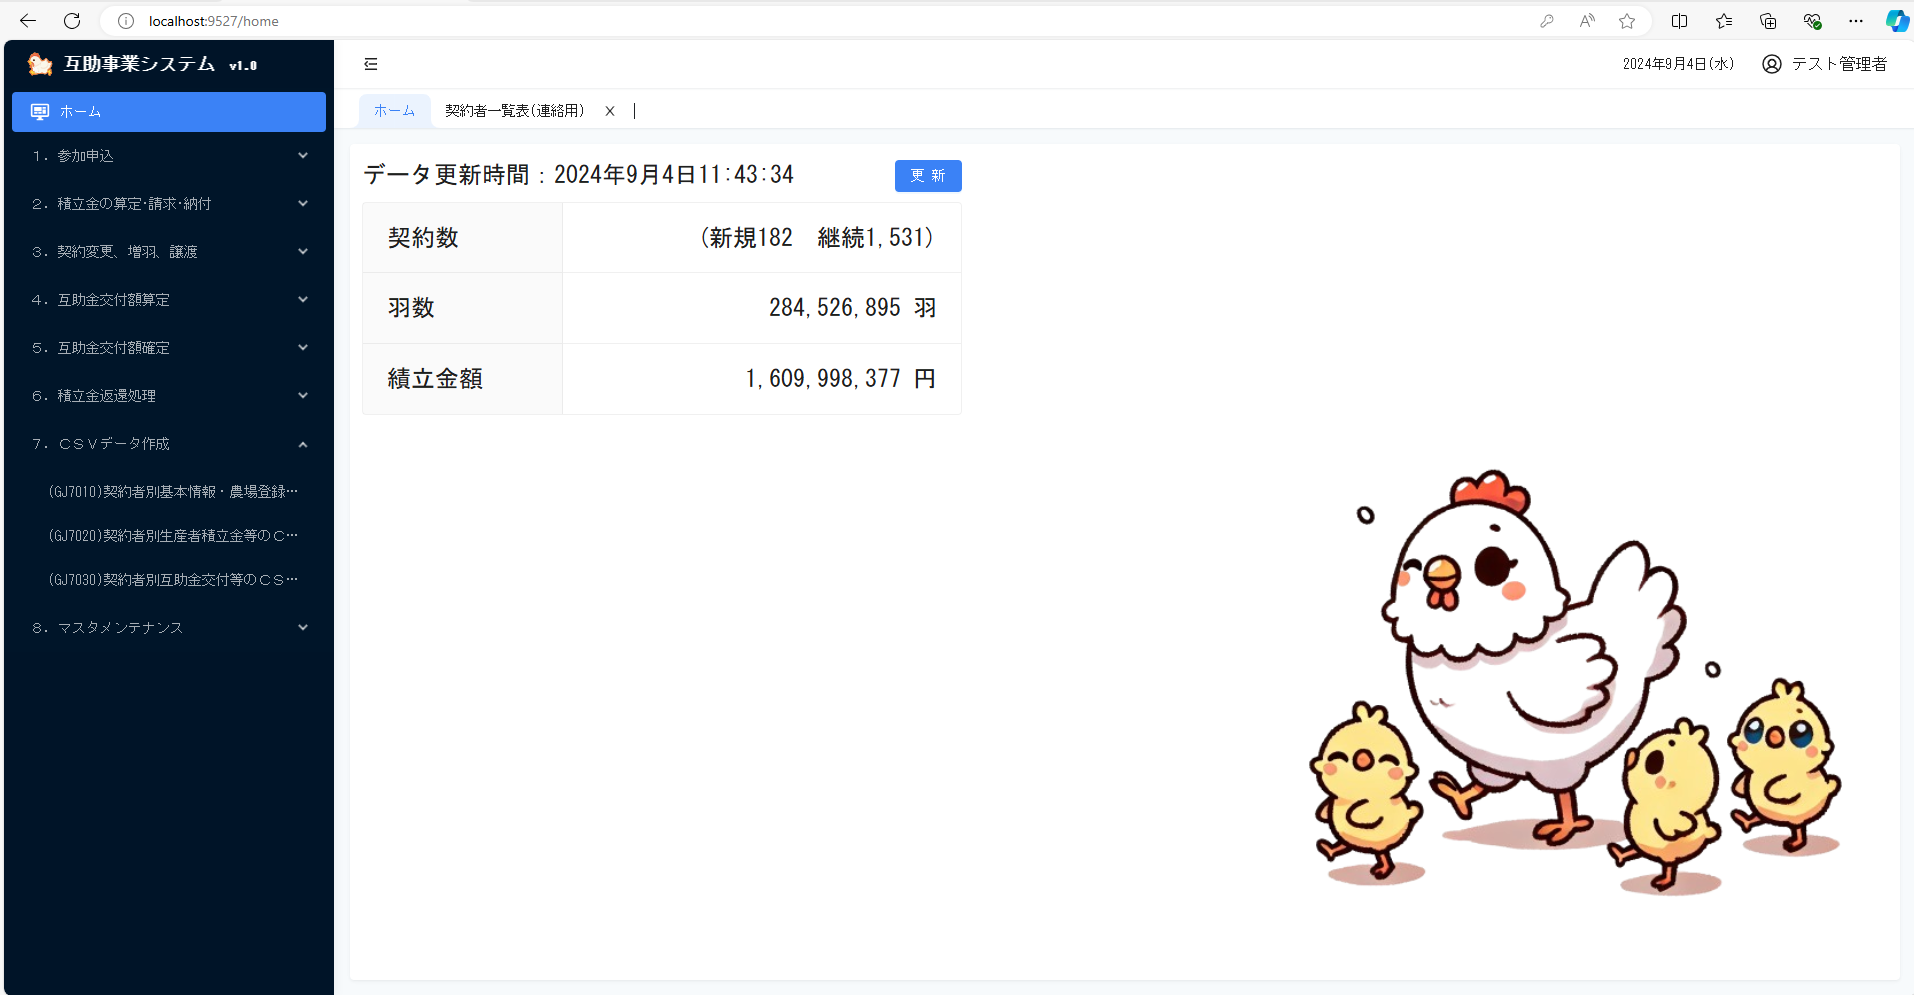 localhost:9527/home
互助事業システム v1.0
2024年9月4日(水) テスト管理者
ホーム
ホーム 契約者一覧表(連絡用)
1. 参加申込
2. 積立金の算定・請求・納付
3. 契約変更、増羽、譲渡
4. 互助金交付額算定
5. 互助金交付額確定
6. 積立金返還処理
7. CSVデータ作成
(GJ7010)契約者別基本情報・農場登録…
(GJ7020)契約者別生産者積立金等のC…
(GJ7030)契約者別互助金交付等のCS…
8. マスタメンテナンス
データ更新時間:2024年9月4日11:43:34 更新
契約数 (新規182 継続1,531)
羽数 284,526,895 羽
積立金額 1,609,998,377 円